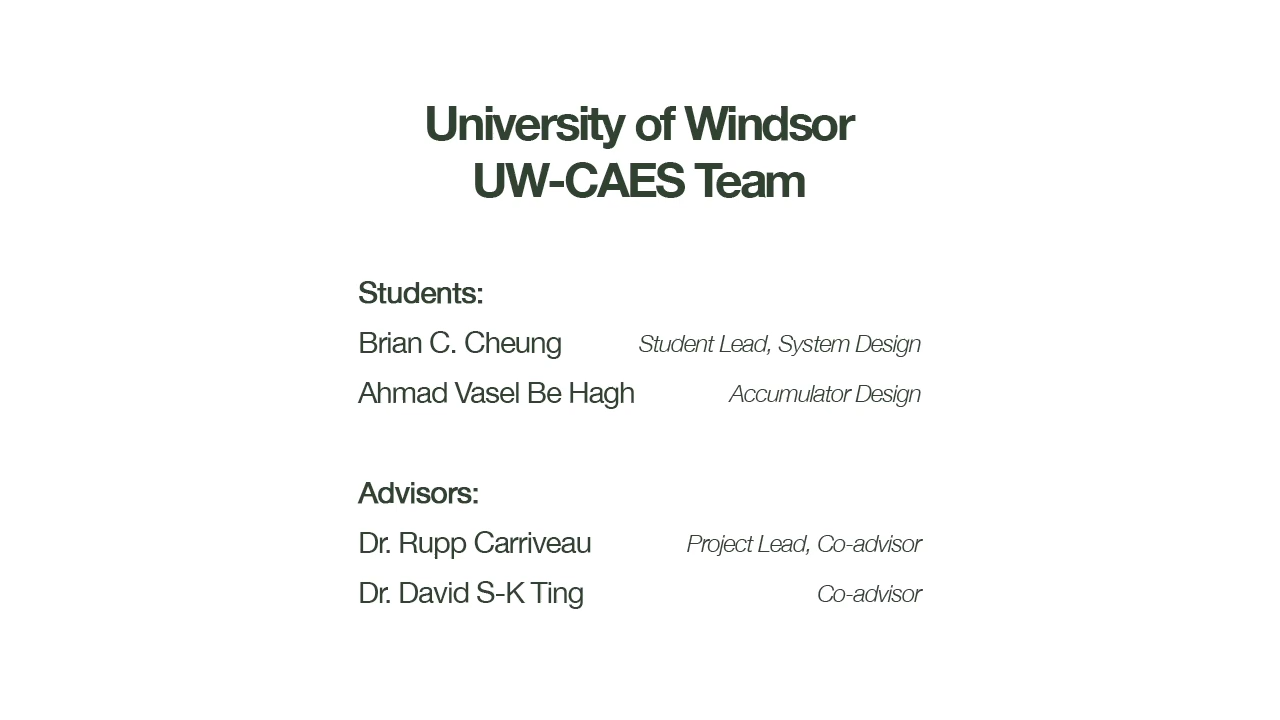 University of Windsor
UW-CAES Team
Students:
Brian C. Cheung Student Lead, System Design
Ahmad Vasel Be Hagh Accumulator Design
Advisors:
Dr. Rupp Carriveau Project Lead, Co-advisor
Dr. David S-K Ting Co-advisor